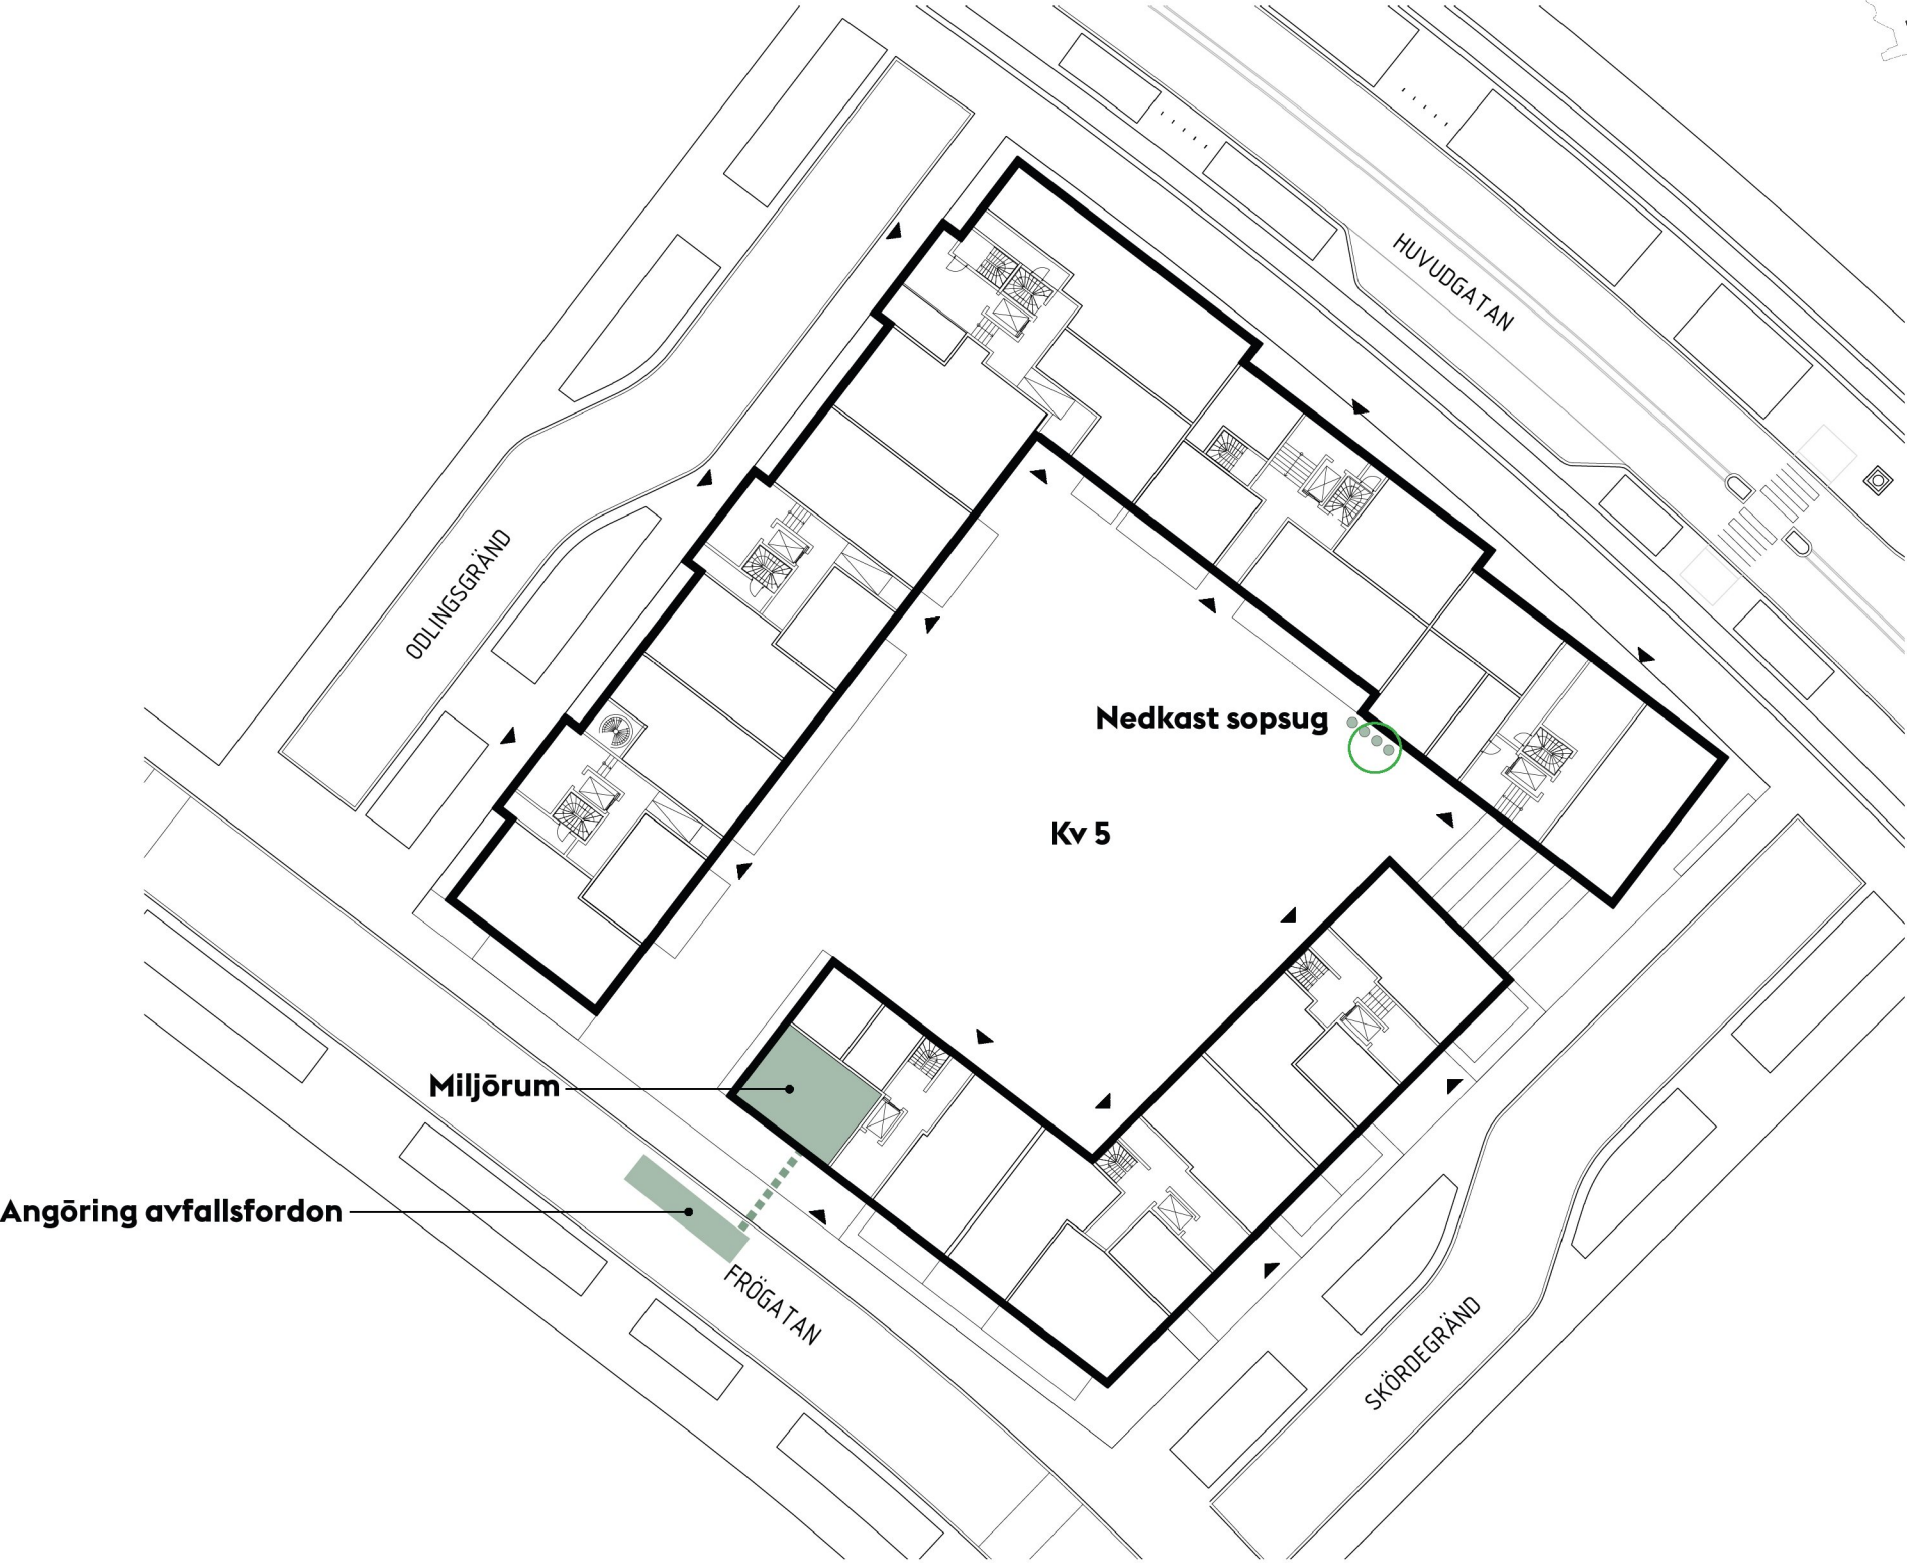 HUVUDGATAN
ODLINGSGRÄND
Nedkast sopsug
Kv 5
Miljörum
Angöring avfallsfordon
FRÖGATAN
SKÖRDEGRÄND